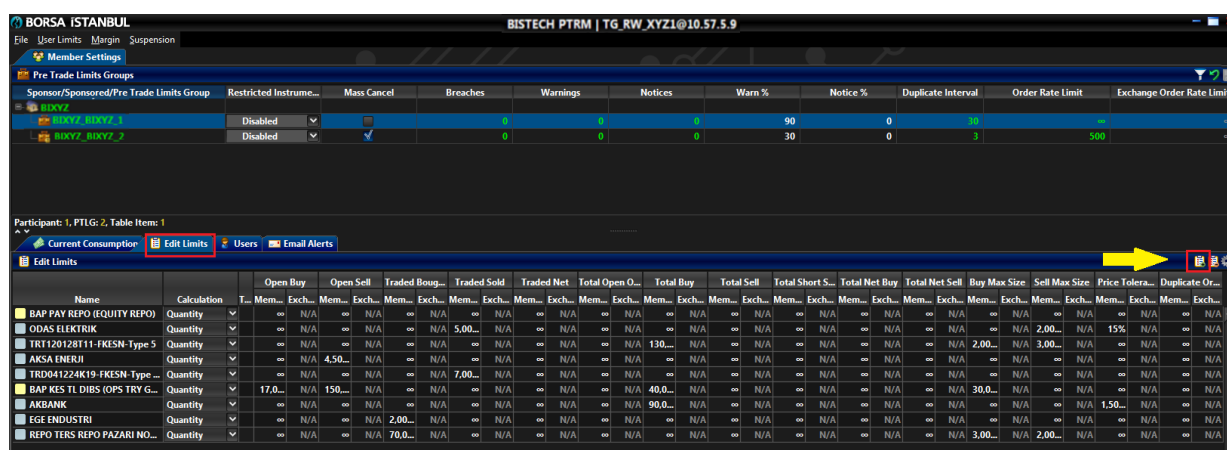 BORSA İSTANBUL
BISTECH PTRM | TG_RW_XYZ1@10.57.5.9
File User Limits Margin Suspension
Member Settings
Pre Trade Limits Groups
Sponsor/Sponsored/Pre Trade Limits Group Restricted Instrume... Mass Cancel Breaches Warnings Notices Warn % Notice % Duplicate Interval Order Rate Limit Exchange Order Rate Limi
BIXYZ
BIXYZ_BIXYZ_1 Disabled 0 0 0 90 0 30 ∞
BIXYZ_BIXYZ_2 Disabled 0 0 0 30 0 3 500
Participant: 1, PTLG: 2, Table Item: 1
Current Consumption Edit Limits Users Email Alerts
Edit Limits
Open Buy Open Sell Traded Boug... Traded Sold Traded Net Total Open O... Total Buy Total Sell Total Short S... Total Net Buy Total Net Sell Buy Max Size Sell Max Size Price Tolera... Duplicate Or...
Name Calculation T... Mem... Exch... Mem... Exch... Mem... Exch... Mem... Exch... Mem... Exch... Mem... Exch... Mem... Exch... Mem... Exch... Mem... Exch... Mem... Exch... Mem... Exch... Mem... Exch... Mem... Exch... Mem... Exch... Mem... Exch...
BAP PAY REPO (EQUITY REPO) Quantity ∞ N/A ∞ N/A ∞ N/A ∞ N/A ∞ N/A ∞ N/A ∞ N/A ∞ N/A ∞ N/A ∞ N/A ∞ N/A ∞ N/A ∞ N/A ∞ N/A ∞ N/A
ODAS ELEKTRIK Quantity ∞ N/A ∞ N/A ∞ N/A 5,00... N/A ∞ N/A ∞ N/A ∞ N/A ∞ N/A ∞ N/A ∞ N/A ∞ N/A ∞ N/A 2,00... N/A 15% N/A ∞ N/A
TRT120128T11-FKESN-Type 5 Quantity ∞ N/A ∞ N/A ∞ N/A ∞ N/A ∞ N/A ∞ N/A 130,... N/A ∞ N/A ∞ N/A ∞ N/A ∞ N/A 2,00... N/A 3,00... N/A ∞ N/A ∞ N/A
AKSA ENERJI Quantity ∞ N/A 4,50... N/A ∞ N/A ∞ N/A ∞ N/A ∞ N/A ∞ N/A ∞ N/A ∞ N/A ∞ N/A ∞ N/A ∞ N/A ∞ N/A ∞ N/A ∞ N/A
TRD041224K19-FKESN-Type ... Quantity ∞ N/A ∞ N/A ∞ N/A 7,00... N/A ∞ N/A ∞ N/A ∞ N/A ∞ N/A ∞ N/A ∞ N/A ∞ N/A ∞ N/A ∞ N/A ∞ N/A ∞ N/A
BAP KES TL DIBS (OPS TRY G... Quantity 17,0... N/A 150,... N/A ∞ N/A ∞ N/A ∞ N/A ∞ N/A 40,0... N/A ∞ N/A ∞ N/A ∞ N/A ∞ N/A 30,0... N/A ∞ N/A ∞ N/A ∞ N/A
AKBANK Quantity ∞ N/A ∞ N/A ∞ N/A ∞ N/A ∞ N/A ∞ N/A 90,0... N/A ∞ N/A ∞ N/A ∞ N/A ∞ N/A ∞ N/A ∞ N/A 1,50... N/A ∞ N/A
EGE ENDUSTRI Quantity ∞ N/A ∞ N/A 2,00... N/A ∞ N/A ∞ N/A ∞ N/A ∞ N/A ∞ N/A ∞ N/A ∞ N/A ∞ N/A ∞ N/A ∞ N/A ∞ N/A ∞ N/A
REPO TERS REPO PAZARI NO... Quantity ∞ N/A ∞ N/A 70,0... N/A ∞ N/A ∞ N/A ∞ N/A ∞ N/A ∞ N/A ∞ N/A ∞ N/A ∞ N/A 3,00... N/A 2,00... N/A ∞ N/A ∞ N/A